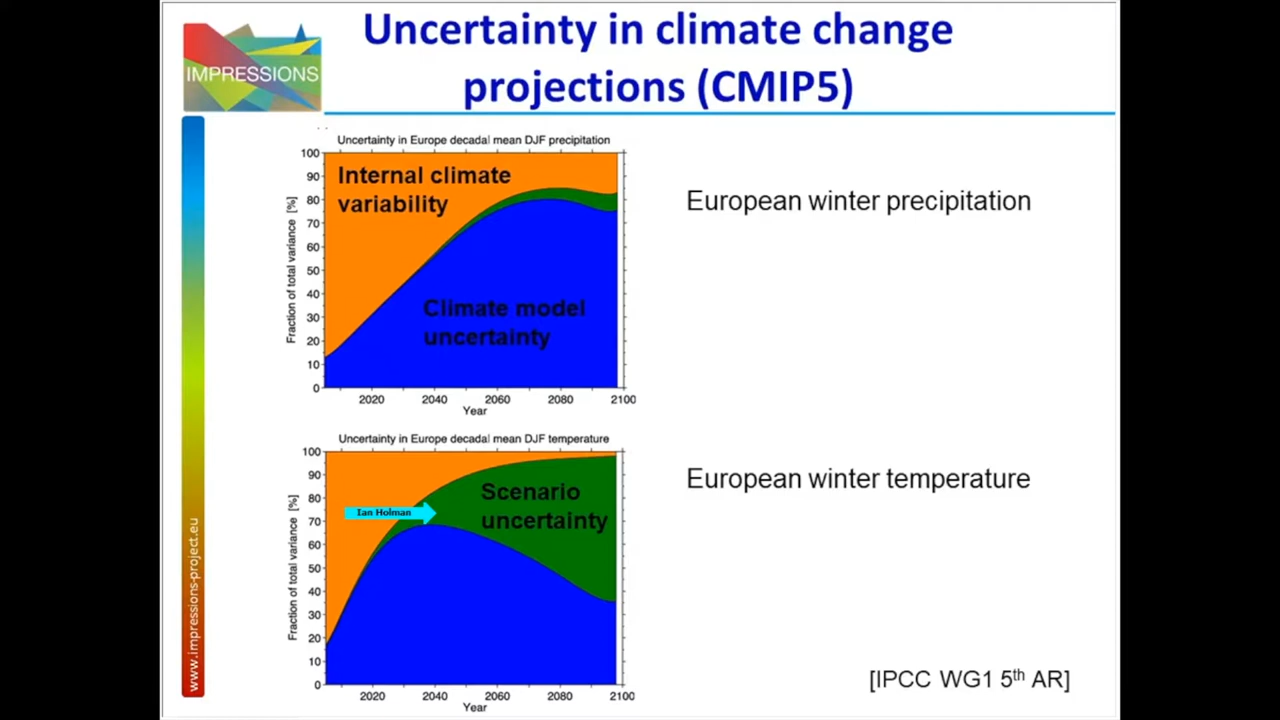 Uncertainty in climate change
projections (CMIP5)
IMPRESSIONS
www.impressions-project.eu
Uncertainty in Europe decadal mean DJF precipitation
Fraction of total variance [%]
100
90
80
70
60
50
40
30
20
10
0
Internal climate
variability
Climate model
uncertainty
2020 2040 2060 2080 2100
Year
European winter precipitation
Uncertainty in Europe decadal mean DJF temperature
Fraction of total variance [%]
100
90
80
70
60
50
40
30
20
10
0
Scenario
uncertainty
Ian Holman
2020 2040 2060 2080 2100
Year
European winter temperature
[IPCC WG1 5th AR]